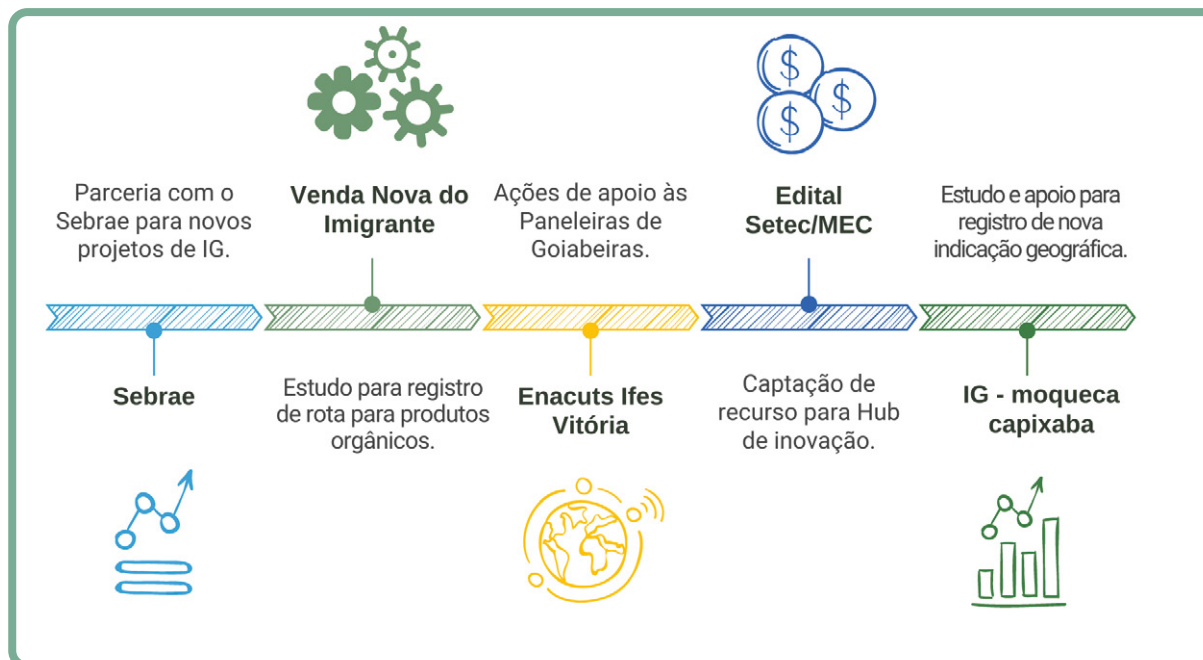 Parceria com o
Sebrae para novos
projetos de IG.
Sebrae
Venda Nova do
Imigrante
Estudo para registro
de rota para produtos
orgânicos.
Ações de apoio às
Paneleiras de
Goiabeiras.
Enacuts Ifes
Vitória
$
$
$
Edital
Setec/MEC
Captação de
recurso para Hub
de inovação.
Estudo e apoio para
registro de nova
indicação geográfica.
IG - moqueca
capixaba